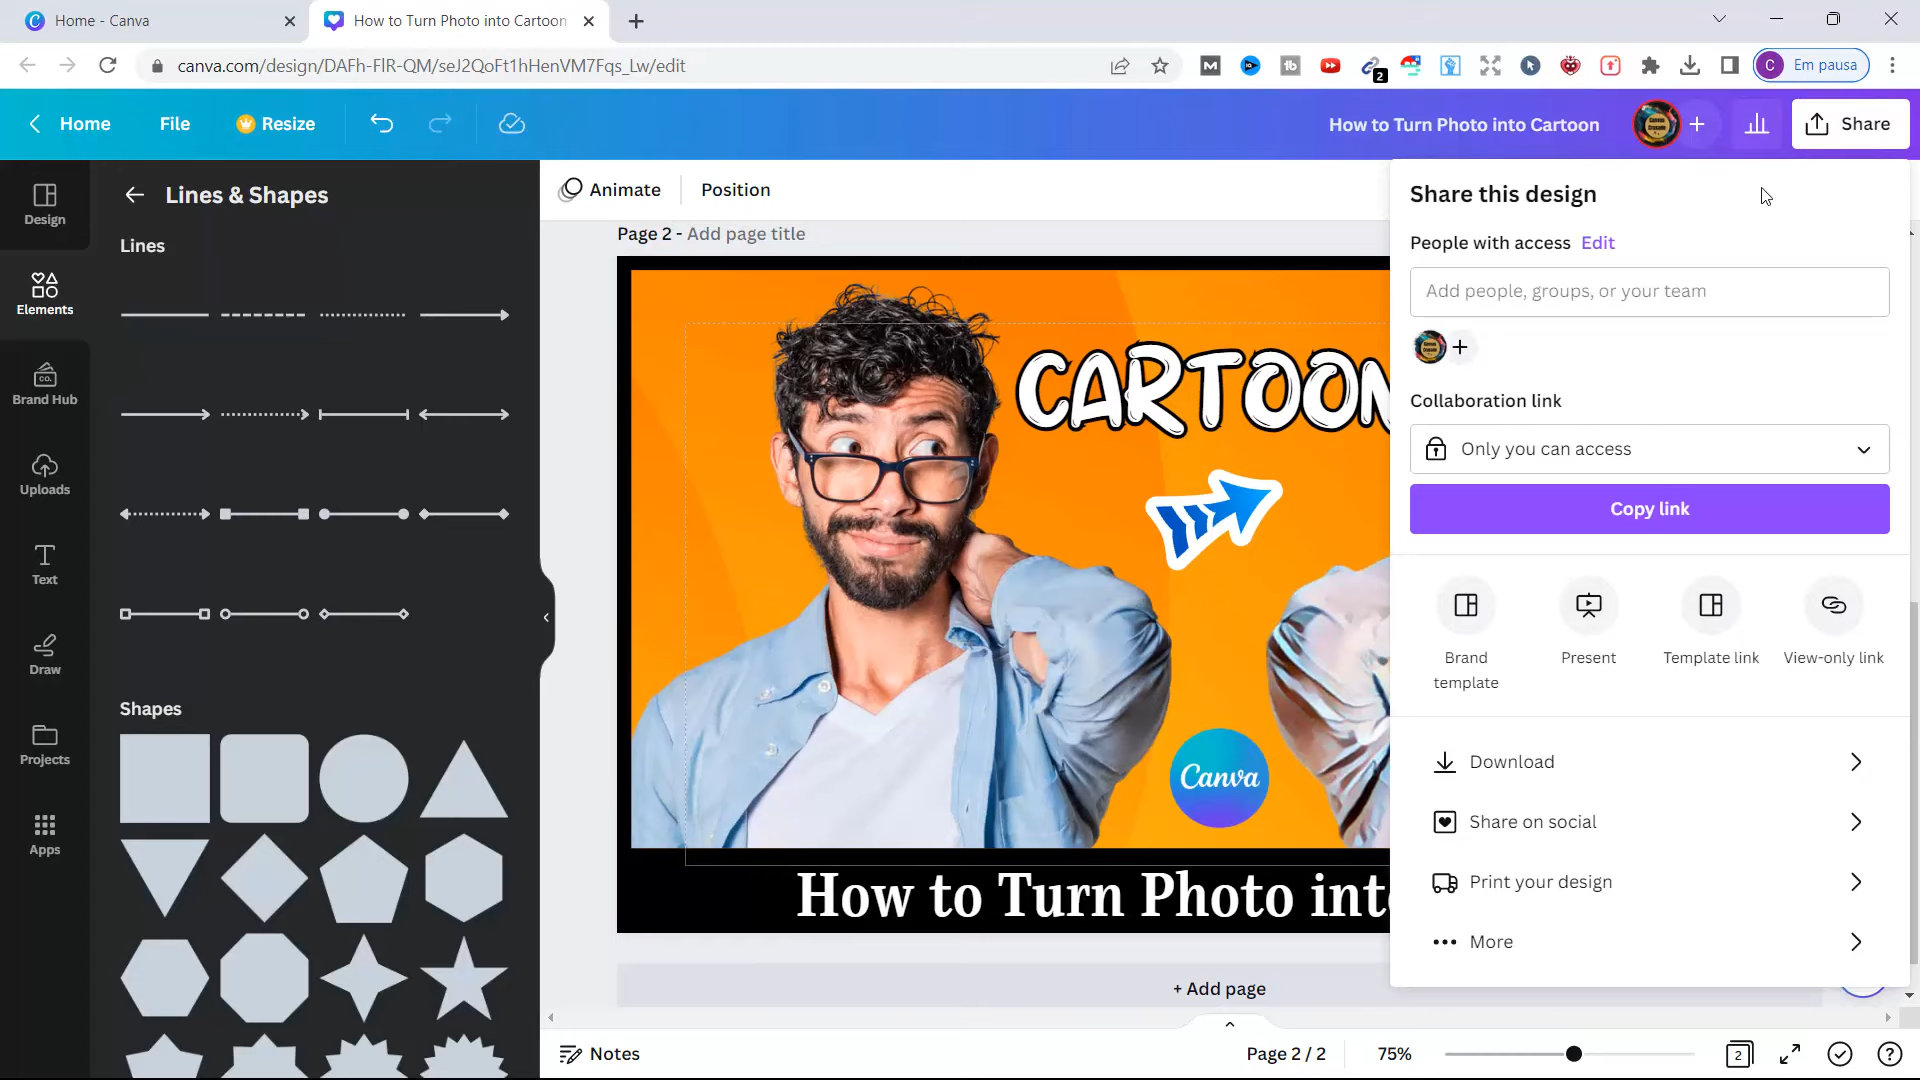 Home - Canva
How to Turn Photo into Cartoon
canva.com/design/DAFh-FlR-QM/seJ2QoFt1hHenVM7Fqs_Lw/edit
2
C Em pausa
Home
File
Resize
How to Turn Photo into Cartoon
Share
Design
Elements
Brand Hub
Uploads
Text
Draw
Projects
Apps
Lines & Shapes
Lines
Shapes
Animate
Position
Page 2 - Add page title
CARTOON
Canva
How to Turn Photo into
+ Add page
Share this design
People with access Edit
Add people, groups, or your team
Collaboration link
Only you can access
Copy link
Brand
template
Present
Template link
View-only link
Download
Share on social
Print your design
More
Notes
Page 2 / 2
75%
2